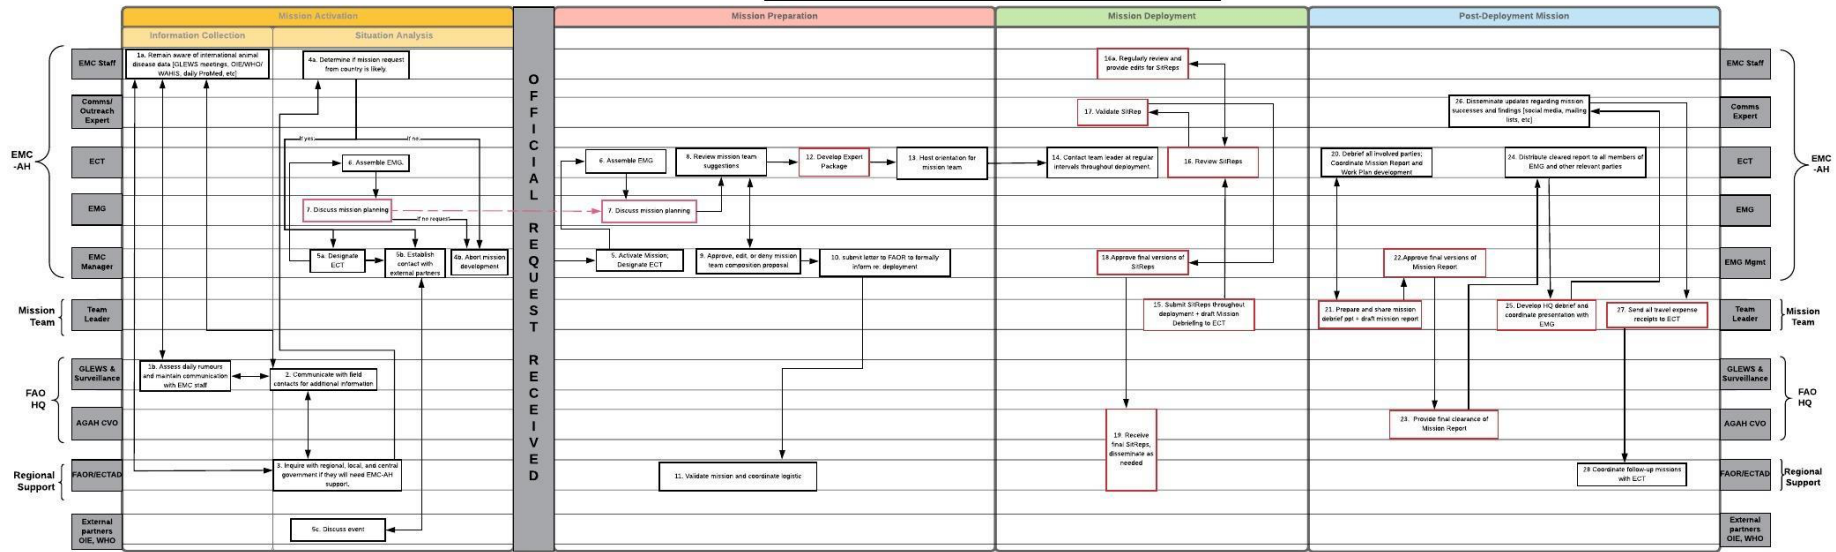 Mission Activation
Mission Preparation
Mission Deployment
Post-Deployment Mission
Information Collection
Situation Analysis
EMC
-AH
Mission
Team
FAO
HQ
Regional
Support
EMC Staff
Comms/
Outreach
Expert
ECT
EMG
EMC
Manager
Team
Leader
GLEWS &
Surveillance
AGAH CVO
FAOR/ECTAD
External
partners
OIE, WHO
1a. Remain aware of international animal
disease data [GLEWS meetings, OIE/WHO/
WAHIS, daily ProMed, etc]
4a. Determine if mission request
from country is likely.
If yes
If no
6. Assemble EMG.
7. Discuss mission planning
If no request
5a. Designate
ECT
5b. Establish
contact with
external partners
4b. Abort mission
development
1b. Assess daily rumours
and maintain communication
with EMC staff
2. Communicate with field
contacts for additional information
3. Inquire with regional, local, and central
government if they will need EMC-AH
support.
5c. Discuss event
OFFICIAL REQUEST RECEIVED
6. Assemble EMG
8. Review mission team
suggestions
12. Develop Expert
Package
13. Host orientation for
mission team
7. Discuss mission planning
5. Activate Mission;
Designate ECT
9. Approve, edit, or deny mission
team composition proposal
10. submit letter to FAOR to formally
inform re: deployment
11. Validate mission and coordinate logistic
16a. Regularly review and
provide edits for SitReps
17. Validate SitRep
14. Contact team leader at regular
intervals throughout deployment
16. Review SitReps
18.Approve final versions of
SitReps
15. Submit SitReps throughout
deployment + draft Mission
Debriefing to ECT
19. Receive
final SitReps,
disseminate as
needed
26. Disseminate updates regarding mission
successes and findings [social media, mailing
lists, etc]
20. Debrief all involved parties;
Coordinate Mission Report and
Work Plan development
24. Distribute cleared report to all members of
EMG and other relevant parties
22.Approve final versions of
Mission Report
21. Prepare and share mission
debrief ppt + draft mission report
25. Develop HQ debrief and
coordinate presentation with
EMG
27. Send all travel expense
receipts to ECT
23. Provide final clearance of
Mission Report
28 Coordinate follow-up missions
with ECT
EMC Staff
Comms
Expert
ECT
EMG
EMG Mgmt
Team
Leader
GLEWS &
Surveillance
AGAH CVO
FAOR/ECTAD
External
partners
OIE, WHO
EMC
-AH
Mission
Team
FAO
HQ
Regional
Support